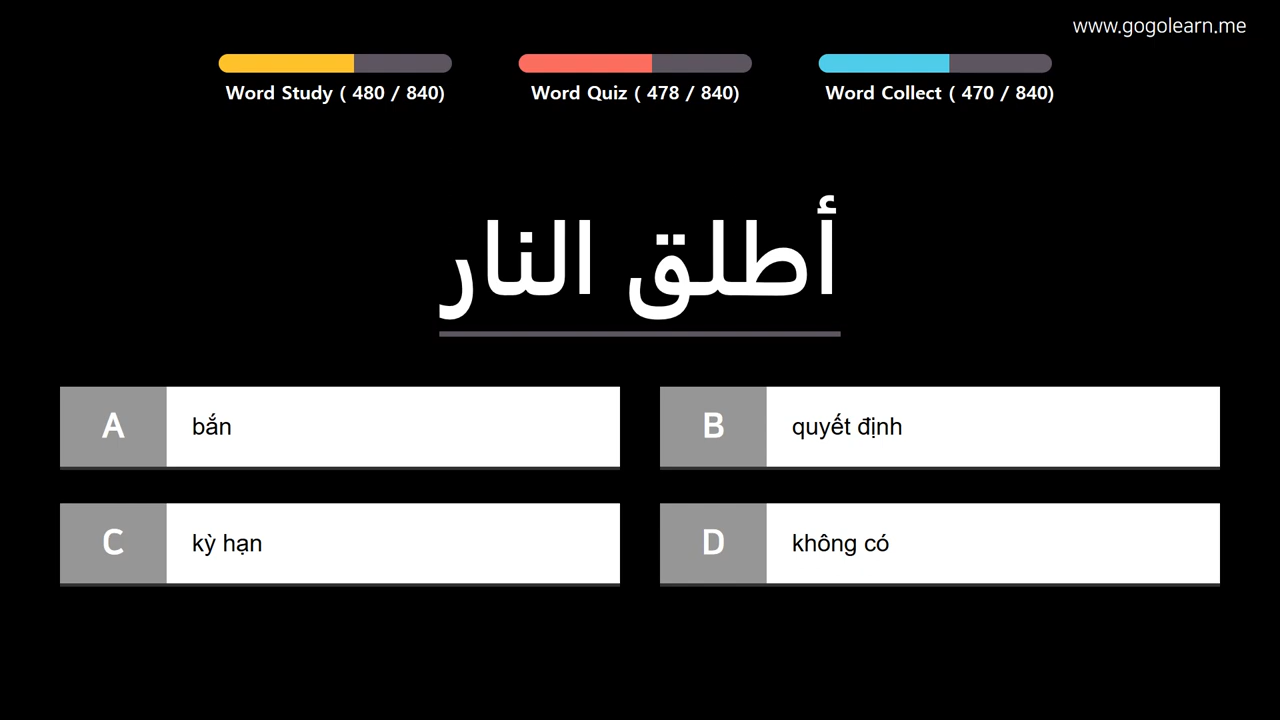 www.gogolearn.me
Word Study ( 480 / 840)
Word Quiz ( 478 / 840)
Word Collect ( 470 / 840)
أطلق النار
A bắn
B quyết định
C kỳ hạn
D không có